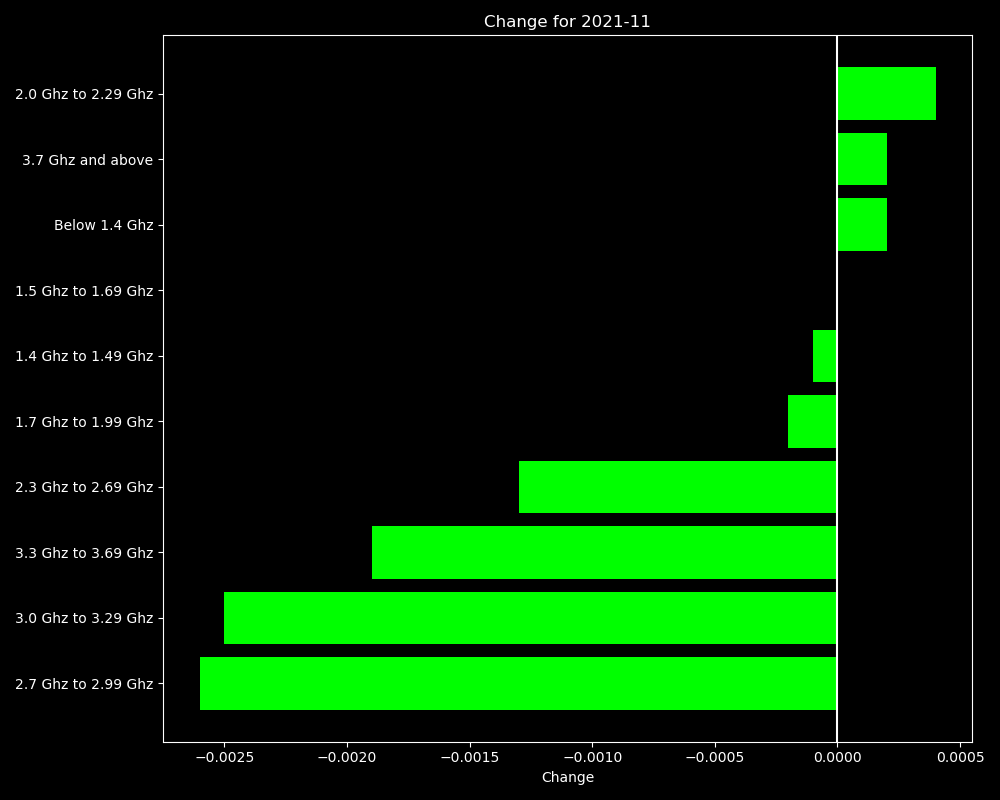 Change for 2021-11
2.0 Ghz to 2.29 Ghz
3.7 Ghz and above
Below 1.4 Ghz
1.5 Ghz to 1.69 Ghz
1.4 Ghz to 1.49 Ghz
1.7 Ghz to 1.99 Ghz
2.3 Ghz to 2.69 Ghz
3.3 Ghz to 3.69 Ghz
3.0 Ghz to 3.29 Ghz
2.7 Ghz to 2.99 Ghz
−0.0025 −0.0020 −0.0015 −0.0010 −0.0005 0.0000 0.0005
Change